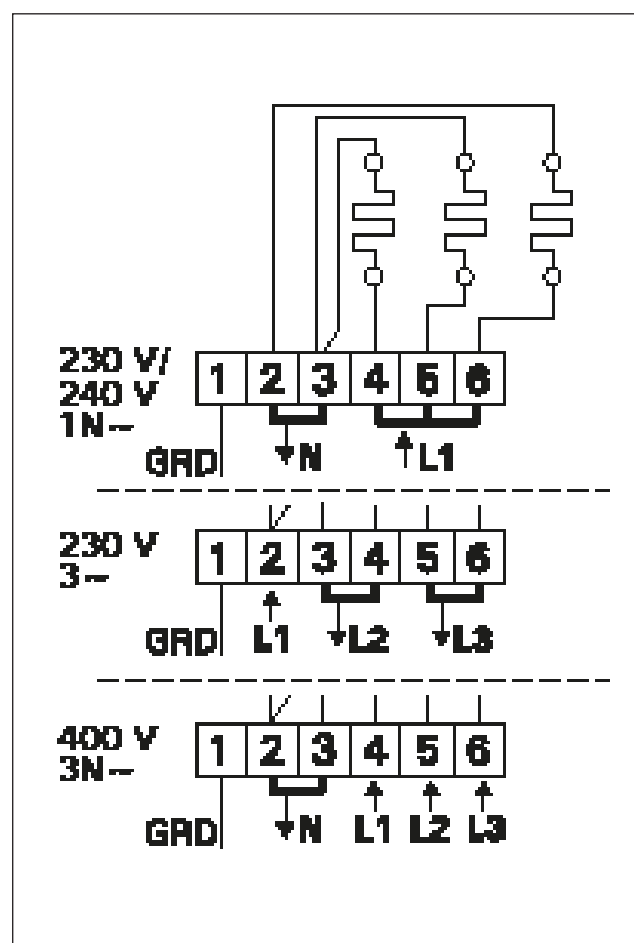 230 V/
240 V
1N~
1 2 3 4 5 6
GRD N L1
230 V
3~
1 2 3 4 5 6
GRD L1 L2 L3
400 V
3N~
1 2 3 4 5 6
GRD N L1 L2 L3